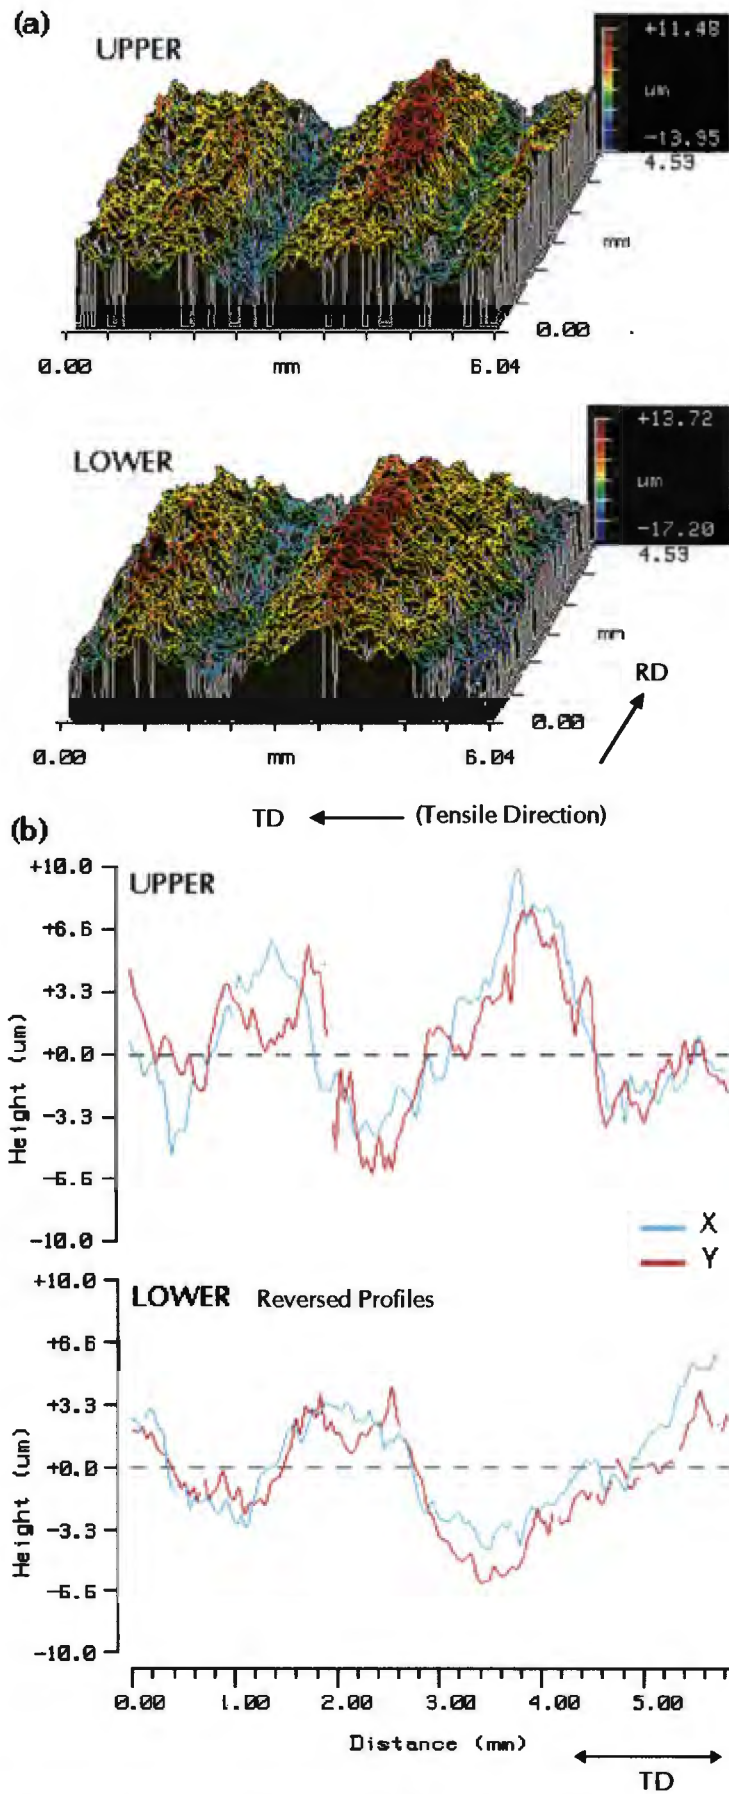 (a)
UPPER
+11.48
µm
-13.95
4.53
mm
0.00
0.00 mm 6.04
LOWER
+13.72
µm
-17.20
4.53
mm
RD
0.00
0.00 mm 6.04
TD (Tensile Direction)
(b)
UPPER
+10.0
+6.6
+3.3
+0.0
-3.3
-6.6
-10.0
Height (um)
X
Y
LOWER Reversed Profiles
+10.0
+6.6
+3.3
+0.0
-3.3
-6.6
-10.0
Height (um)
0.00 1.00 2.00 3.00 4.00 5.00
Distance (mm)
TD